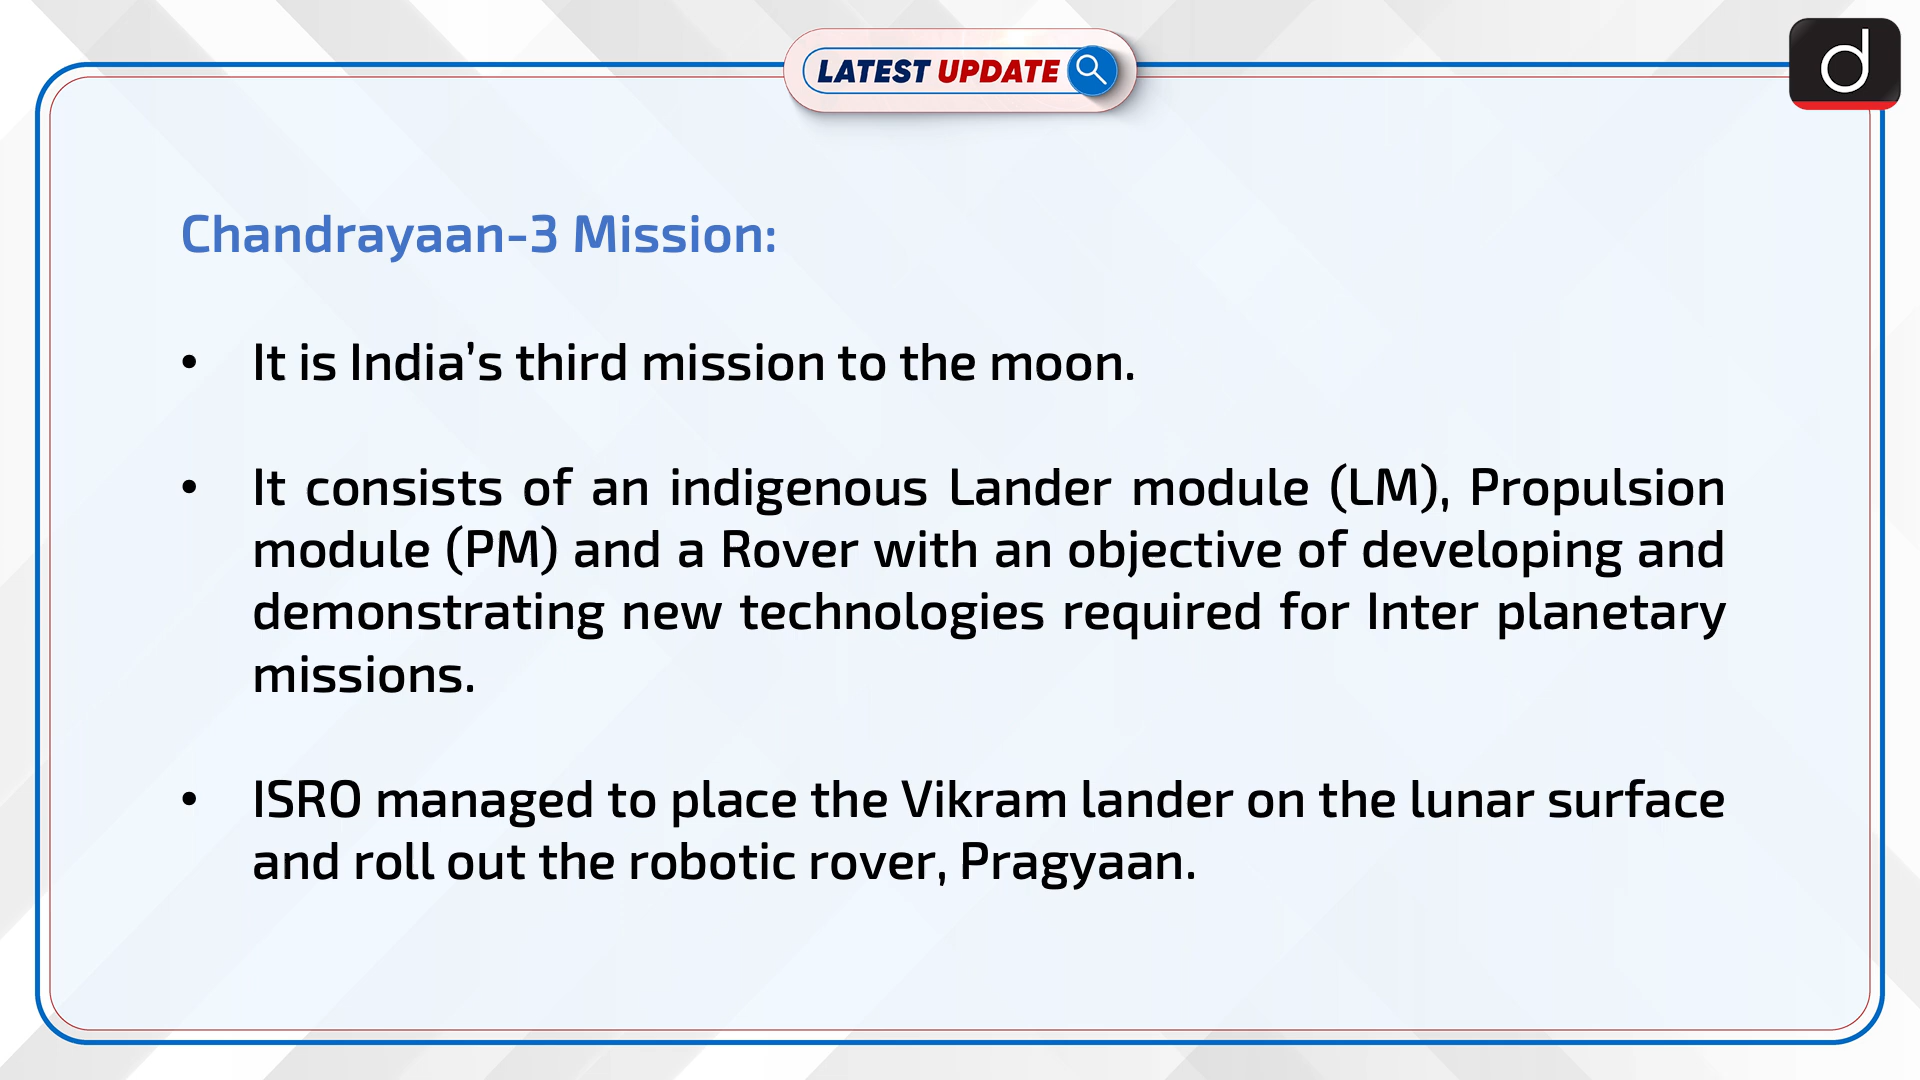 LATEST UPDATE
d
Chandrayaan-3 Mission:
• It is India’s third mission to the moon.
• It consists of an indigenous Lander module (LM), Propulsion
module (PM) and a Rover with an objective of developing and
demonstrating new technologies required for Inter planetary
missions.
• ISRO managed to place the Vikram lander on the lunar surface
and roll out the robotic rover, Pragyaan.